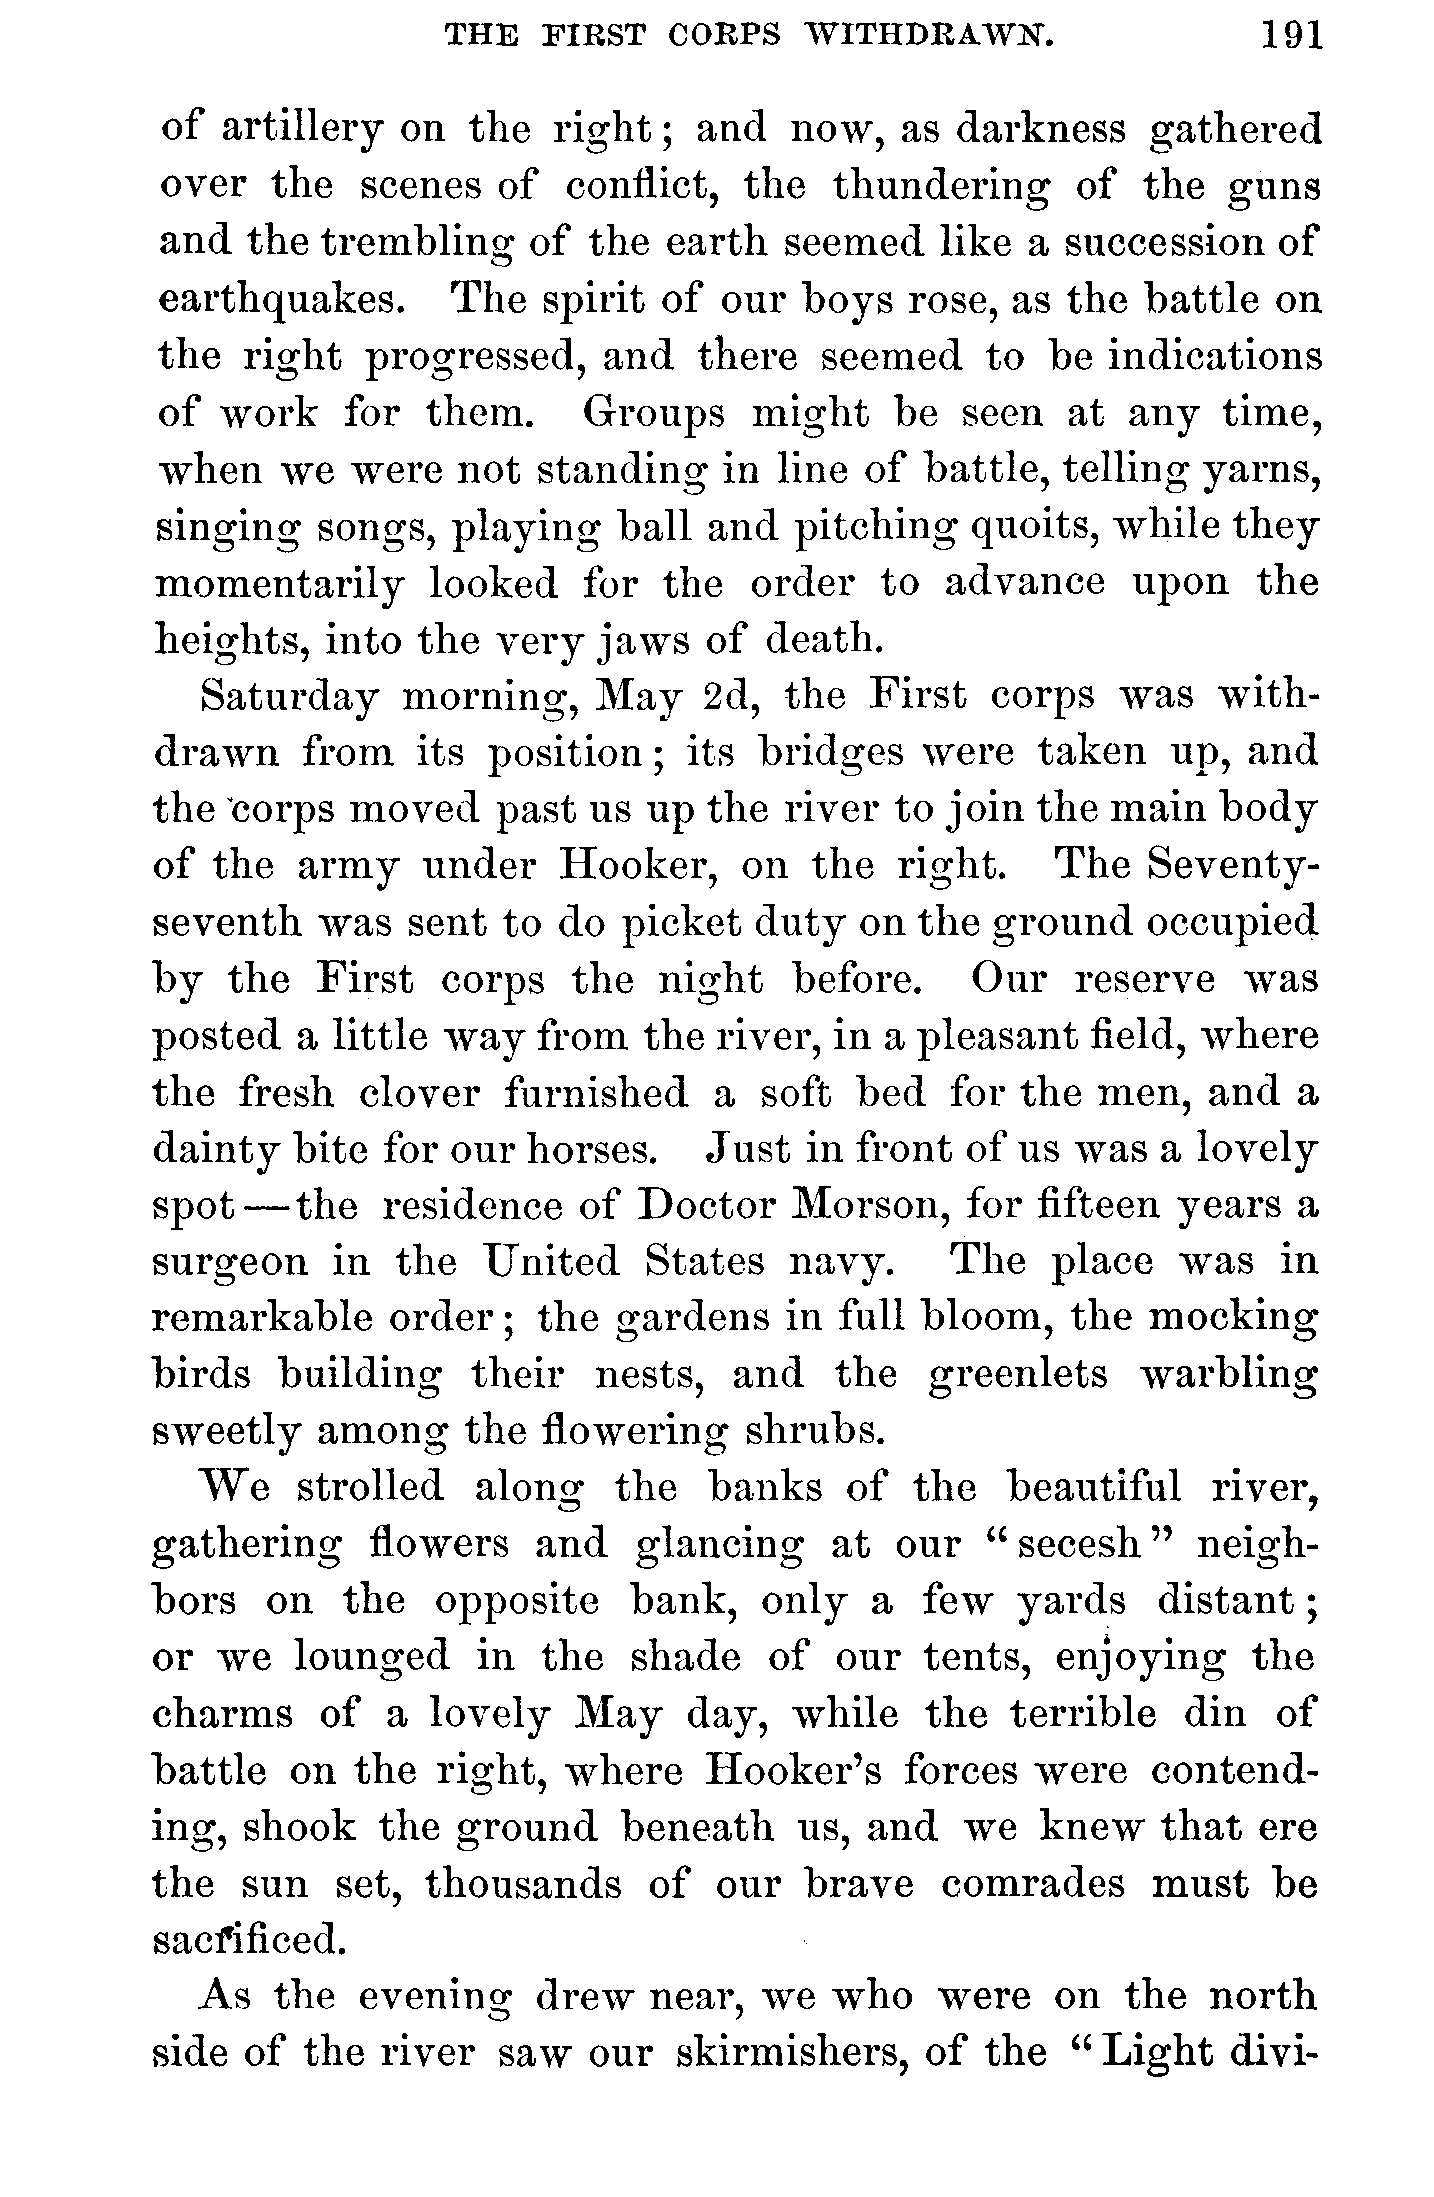 THE FIRST CORPS WITHDRAWN. 191
of artillery on the right; and now, as darkness gathered
over the scenes of conflict, the thundering of the guns
and the trembling of the earth seemed like a succession of
earthquakes. The spirit of our boys rose, as the battle on
the right progressed, and there seemed to be indications
of work for them. Groups might be seen at any time,
when we were not standing in line of battle, telling yarns,
singing songs, playing ball and pitching quoits, while they
momentarily looked for the order to advance upon the
heights, into the very jaws of death.
Saturday morning, May 2d, the First corps was with-
drawn from its position; its bridges were taken up, and
the corps moved past us up the river to join the main body
of the army under Hooker, on the right. The Seventy-
seventh was sent to do picket duty on the ground occupied
by the First corps the night before. Our reserve was
posted a little way from the river, in a pleasant field, where
the fresh clover furnished a soft bed for the men, and a
dainty bite for our horses. Just in front of us was a lovely
spot—the residence of Doctor Morson, for fifteen years a
surgeon in the United States navy. The place was in
remarkable order; the gardens in full bloom, the mocking
birds building their nests, and the greenlets warbling
sweetly among the flowering shrubs.
We strolled along the banks of the beautiful river,
gathering flowers and glancing at our "secesh" neigh-
bors on the opposite bank, only a few yards distant;
or we lounged in the shade of our tents, enjoying the
charms of a lovely May day, while the terrible din of
battle on the right, where Hooker's forces were contend-
ing, shook the ground beneath us, and we knew that ere
the sun set, thousands of our brave comrades must be
sacrificed.
As the evening drew near, we who were on the north
side of the river saw our skirmishers, of the "Light divi-